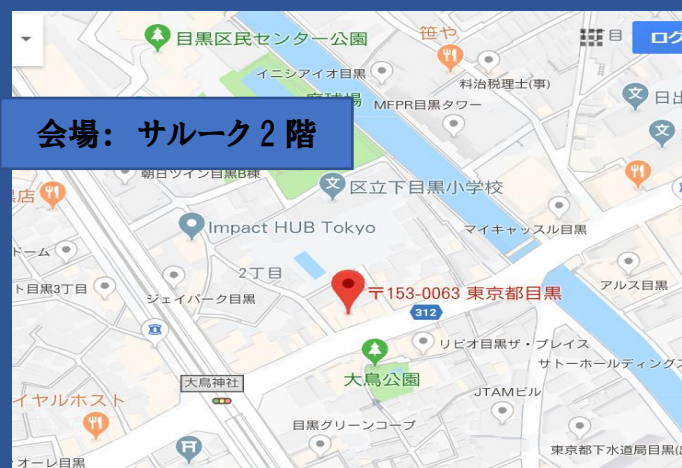 目黒区民センター公園
笹や
目
ログ
イニシアイオ目黒
料治税理士(事)
MFPR目黒タワー
日出
会場: サルーク2階
朝日ツイン目黒B棟
区立下目黒小学校
店
Impact HUB Tokyo
マイキャッスル目黒
ドーム
2丁目
ト目黒3丁目
ジェイパーク目黒
〒153-0063 東京都目黒
アルス目黒
312
リビオ目黒ザ・プレイス
サトーホールディングス
大鳥神社
大鳥公園
JTAMビル
イヤルホスト
目黒グリーンコープ
東京都下水道局目黒(
オーレ目黒